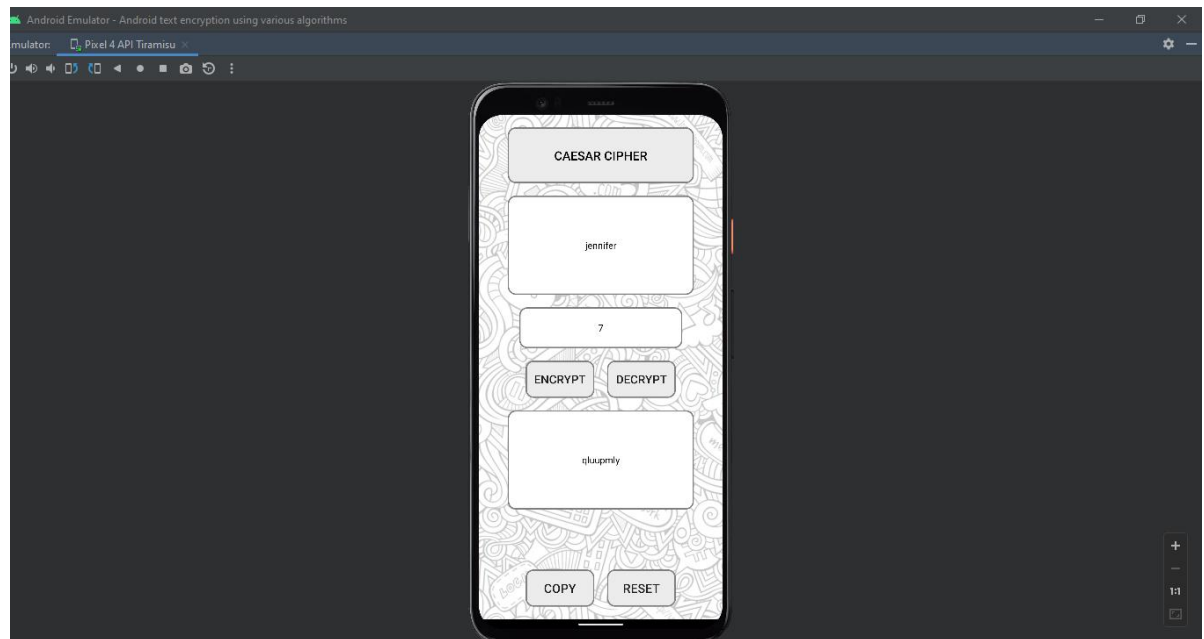 Android Emulator - Android text encryption using various algorithms
mulator: Pixel 4 API Tiramisu
CAESAR CIPHER
jennifer
7
ENCRYPT DECRYPT
qluupmly
COPY RESET
1:1